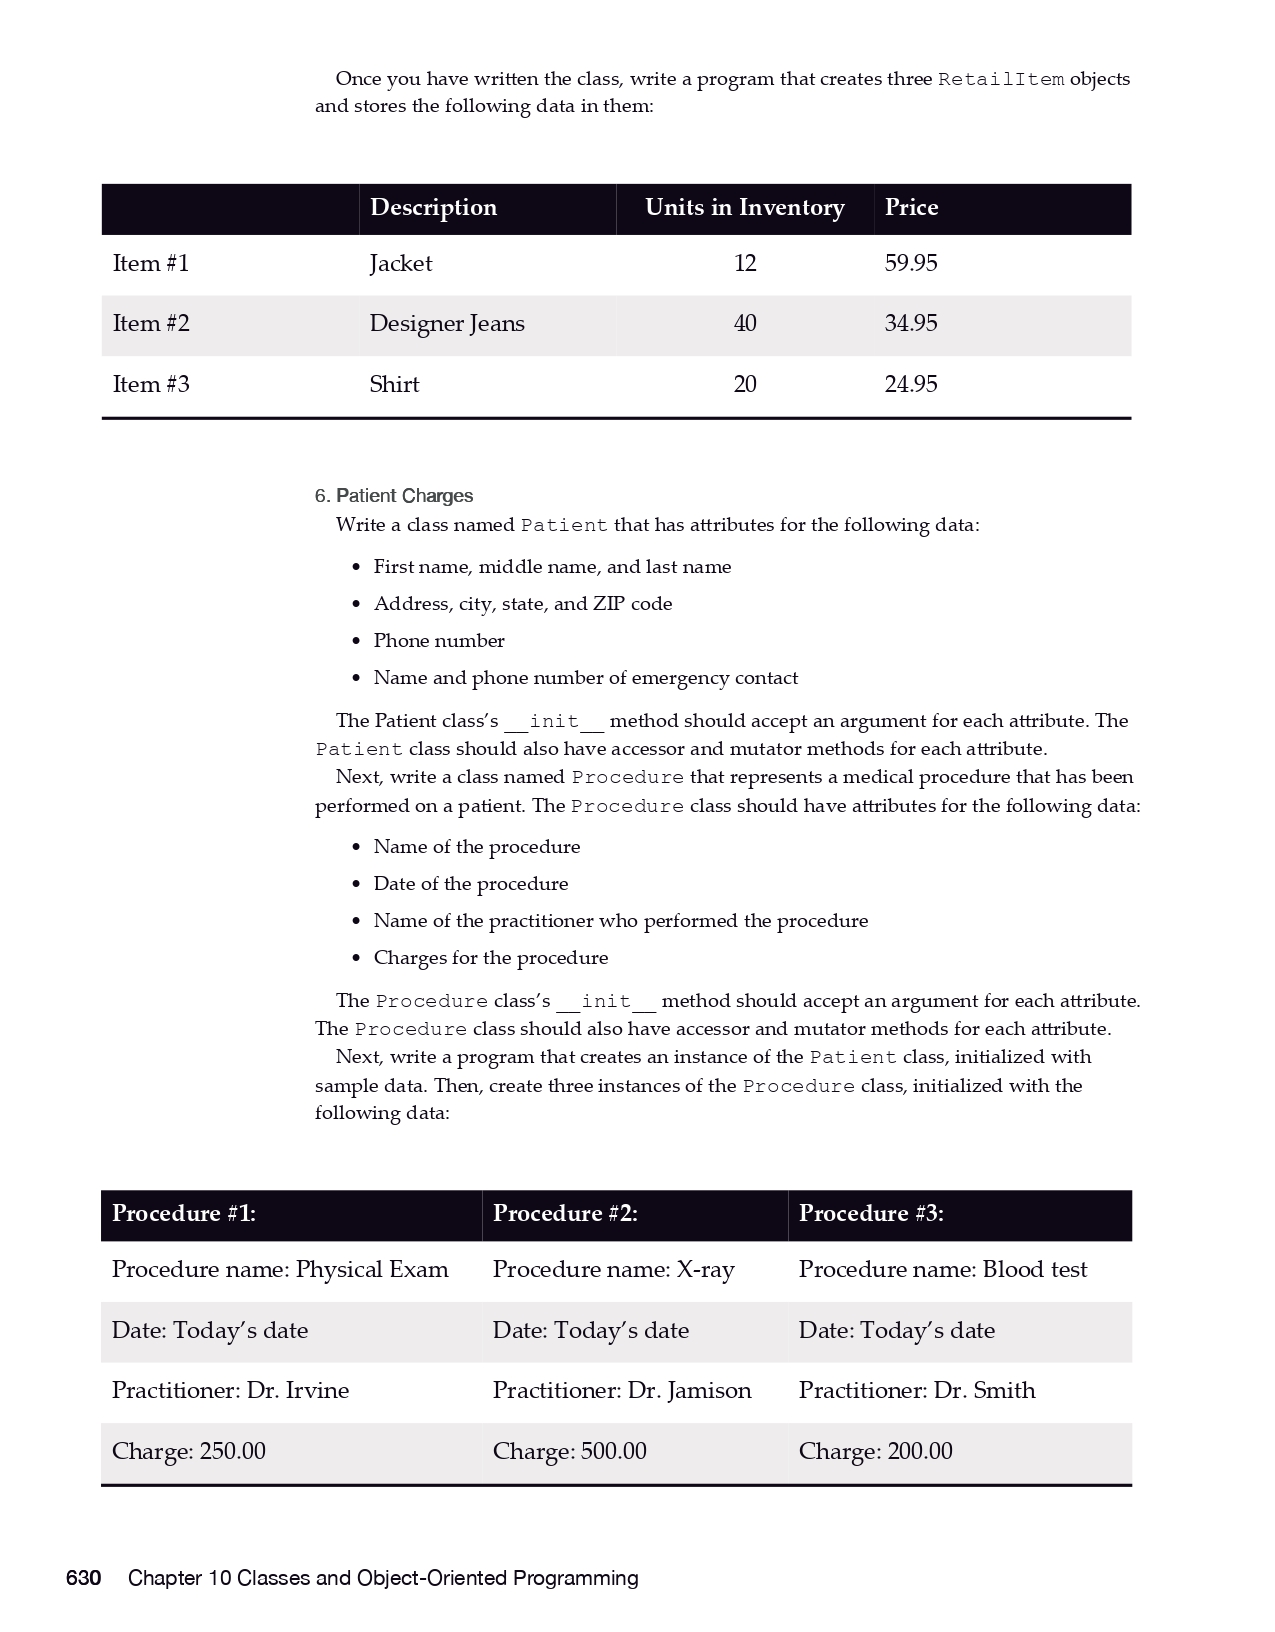 Once you have written the class, write a program that creates three RetailItem objects
and stores the following data in them:
Description Units in Inventory Price
Item #1 Jacket 12 59.95
Item #2 Designer Jeans 40 34.95
Item #3 Shirt 20 24.95
6. Patient Charges
Write a class named Patient that has attributes for the following data:
• First name, middle name, and last name
• Address, city, state, and ZIP code
• Phone number
• Name and phone number of emergency contact
The Patient class’s __init__ method should accept an argument for each attribute. The
Patient class should also have accessor and mutator methods for each attribute.
Next, write a class named Procedure that represents a medical procedure that has been
performed on a patient. The Procedure class should have attributes for the following data:
• Name of the procedure
• Date of the procedure
• Name of the practitioner who performed the procedure
• Charges for the procedure
The Procedure class’s __init__ method should accept an argument for each attribute.
The Procedure class should also have accessor and mutator methods for each attribute.
Next, write a program that creates an instance of the Patient class, initialized with
sample data. Then, create three instances of the Procedure class, initialized with the
following data:
Procedure #1: Procedure #2: Procedure #3:
Procedure name: Physical Exam Procedure name: X-ray Procedure name: Blood test
Date: Today’s date Date: Today’s date Date: Today’s date
Practitioner: Dr. Irvine Practitioner: Dr. Jamison Practitioner: Dr. Smith
Charge: 250.00 Charge: 500.00 Charge: 200.00
630 Chapter 10 Classes and Object-Oriented Programming